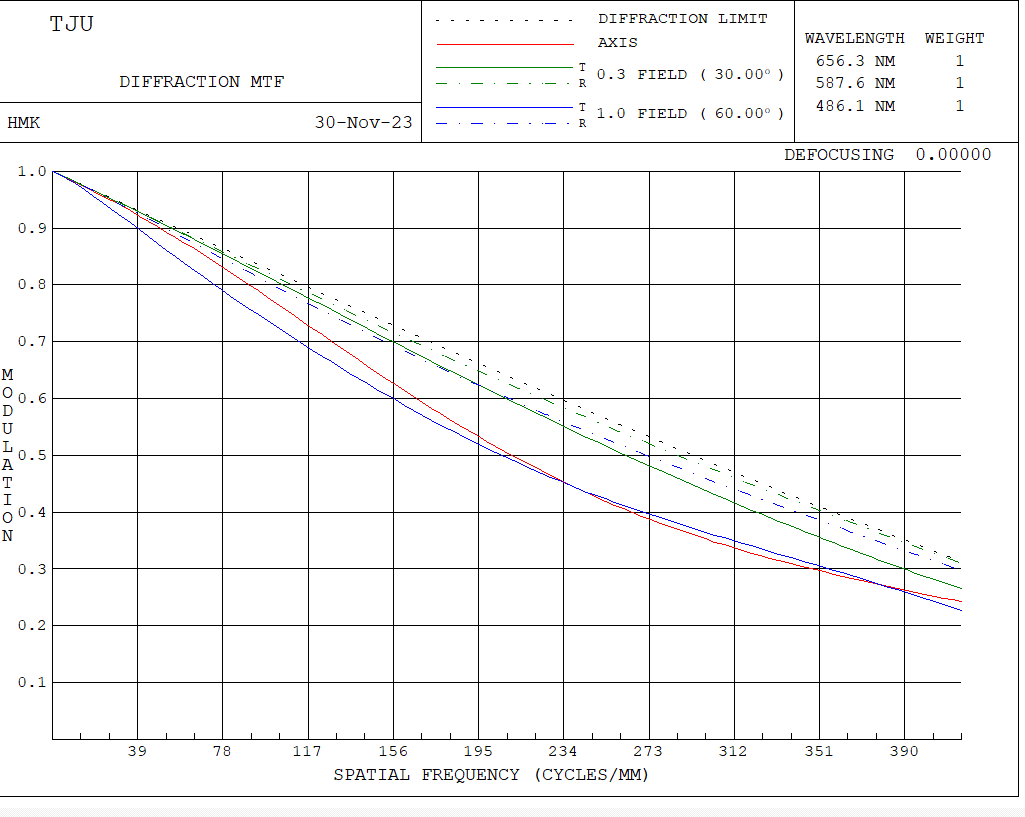 TJU
DIFFRACTION MTF
HMK 30-Nov-23
DIFFRACTION LIMIT
AXIS
T
R
0.3 FIELD ( 30.00° )
T
R
1.0 FIELD ( 60.00° )
WAVELENGTH WEIGHT
656.3 NM 1
587.6 NM 1
486.1 NM 1
DEFOCUSING 0.00000
1.0
0.9
0.8
0.7
0.6
0.5
0.4
0.3
0.2
0.1
MODULATION
39 78 117 156 195 234 273 312 351 390
SPATIAL FREQUENCY (CYCLES/MM)